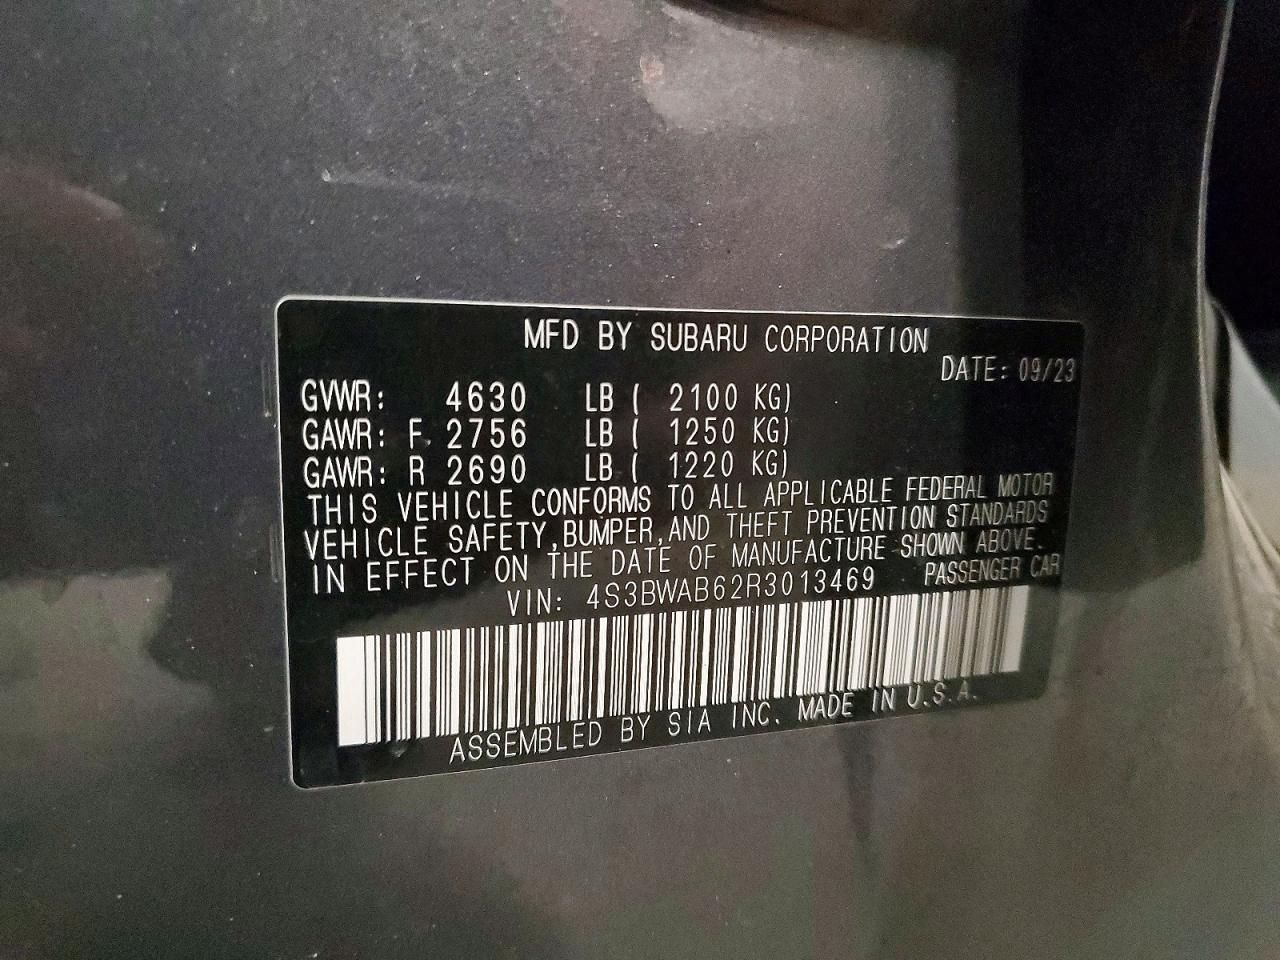 MFD BY SUBARU CORPORATION
DATE: 09/23
GVWR: 4630 LB ( 2100 KG)
GAWR: F 2756 LB ( 1250 KG)
GAWR: R 2690 LB ( 1220 KG)
THIS VEHICLE CONFORMS TO ALL APPLICABLE FEDERAL MOTOR
VEHICLE SAFETY, BUMPER, AND THEFT PREVENTION STANDARDS
IN EFFECT ON THE DATE OF MANUFACTURE SHOWN ABOVE.
VIN: 4S3BWAB62R3013469 PASSENGER CAR
ASSEMBLED BY SIA INC. MADE IN U.S.A.